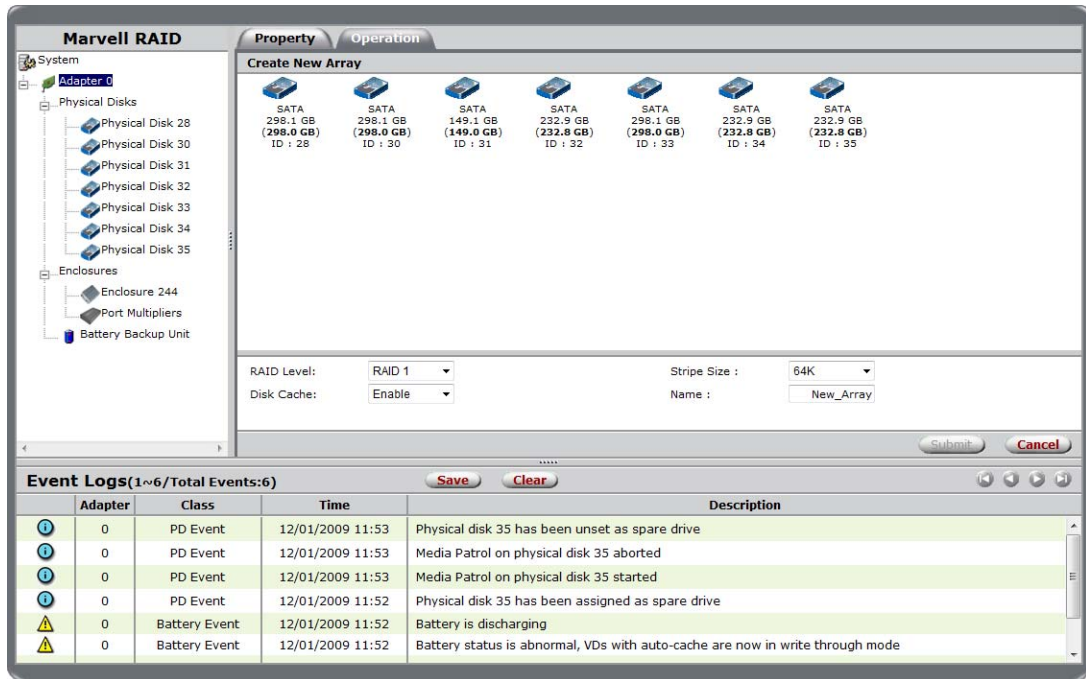 Marvell RAID
System
Adapter 0
Physical Disks
Physical Disk 28
Physical Disk 30
Physical Disk 31
Physical Disk 32
Physical Disk 33
Physical Disk 34
Physical Disk 35
Enclosures
Enclosure 244
Port Multipliers
Battery Backup Unit
Property Operation
Create New Array
SATA SATA SATA SATA SATA SATA SATA
298.1 GB 298.1 GB 149.1 GB 232.9 GB 298.1 GB 232.9 GB 232.9 GB
(298.0 GB) (298.0 GB) (149.0 GB) (232.8 GB) (298.0 GB) (232.8 GB) (232.8 GB)
ID : 28 ID : 30 ID : 31 ID : 32 ID : 33 ID : 34 ID : 35
RAID Level: RAID 1 Stripe Size : 64K
Disk Cache: Enable Name : New_Array
Submit Cancel
Event Logs(1~6/Total Events:6) Save Clear
Adapter Class Time Description
0 PD Event 12/01/2009 11:53 Physical disk 35 has been unset as spare drive
0 PD Event 12/01/2009 11:53 Media Patrol on physical disk 35 aborted
0 PD Event 12/01/2009 11:53 Media Patrol on physical disk 35 started
0 PD Event 12/01/2009 11:52 Physical disk 35 has been assigned as spare drive
0 Battery Event 12/01/2009 11:52 Battery is discharging
0 Battery Event 12/01/2009 11:52 Battery status is abnormal, VDs with auto-cache are now in write through mode